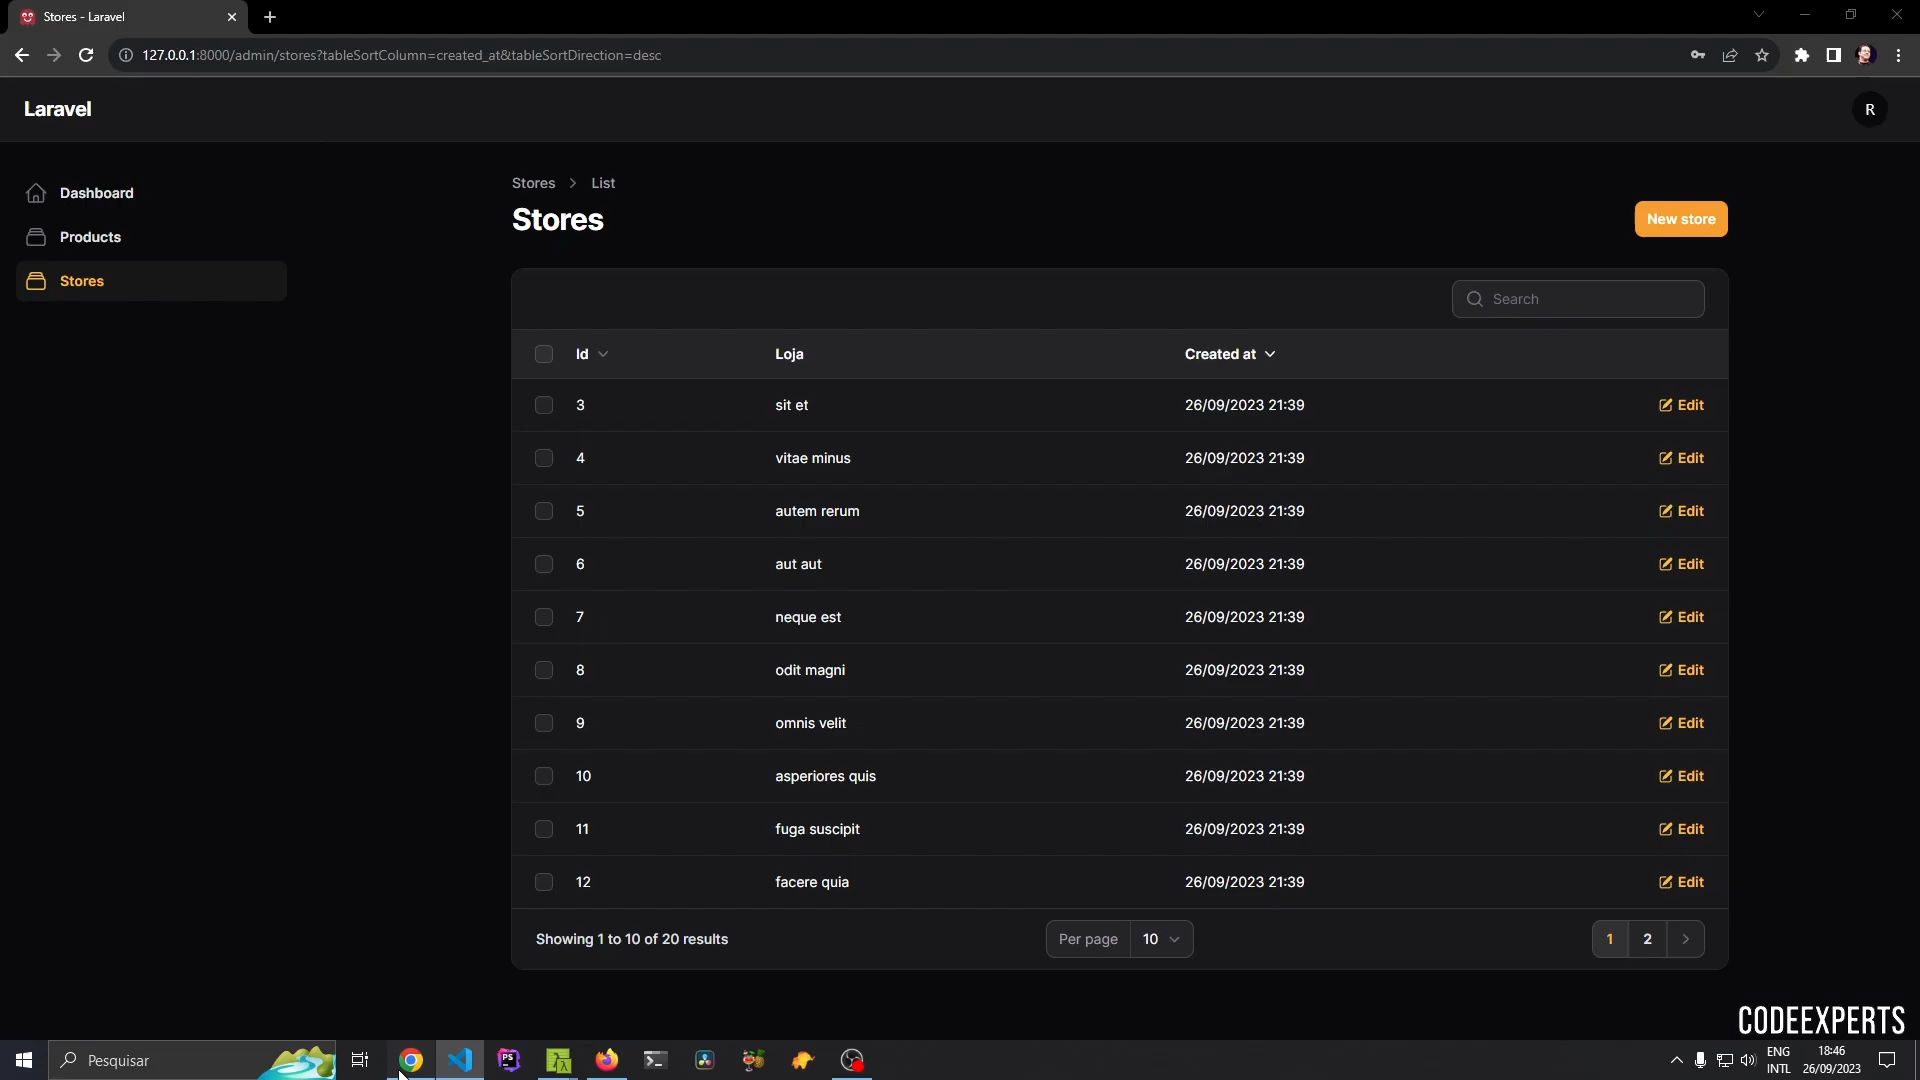 Stores - Laravel
127.0.0.1:8000/admin/stores?tableSortColumn=created_at&tableSortDirection=desc
Laravel
R
Dashboard
Products
Stores
Stores > List
Stores
New store
Search
Id Loja Created at
3 sit et 26/09/2023 21:39 Edit
4 vitae minus 26/09/2023 21:39 Edit
5 autem rerum 26/09/2023 21:39 Edit
6 aut aut 26/09/2023 21:39 Edit
7 neque est 26/09/2023 21:39 Edit
8 odit magni 26/09/2023 21:39 Edit
9 omnis velit 26/09/2023 21:39 Edit
10 asperiores quis 26/09/2023 21:39 Edit
11 fuga suscipit 26/09/2023 21:39 Edit
12 facere quia 26/09/2023 21:39 Edit
Showing 1 to 10 of 20 results
Per page 10
1 2
CODEEXPERTS
Pesquisar
PS
ENG
INTL
18:46
26/09/2023